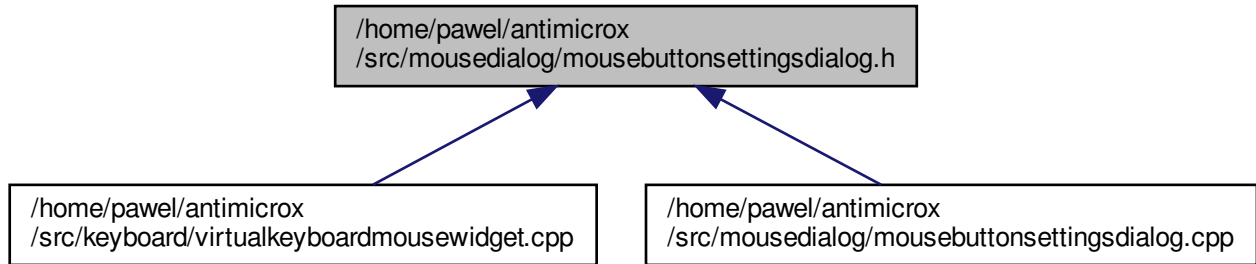 /home/pawel/antimicrox
/src/mousedialog/mousebuttonsettingsdialog.h
/home/pawel/antimicrox
/src/keyboard/virtualkeyboardmousewidget.cpp
/home/pawel/antimicrox
/src/mousedialog/mousebuttonsettingsdialog.cpp